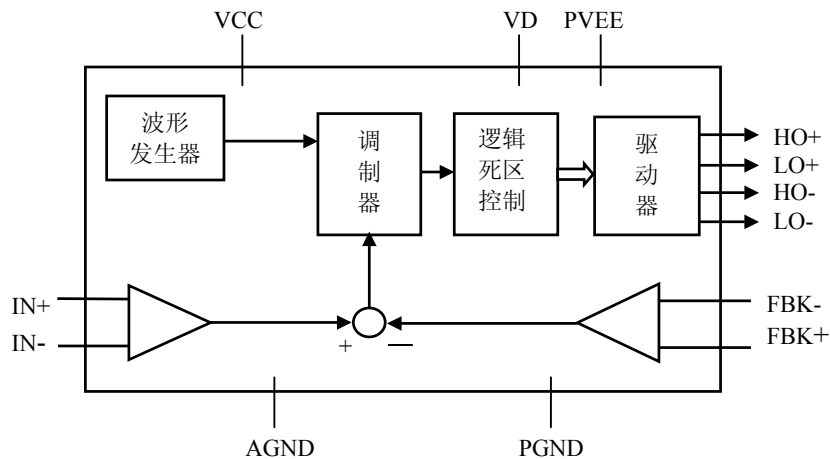 VCC
VD
PVEE
波形
发生器
调
制
器
逻辑
死区
控制
驱
动
器
HO+
LO+
HO-
LO-
IN+
IN-
+
—
FBK-
FBK+
AGND
PGND